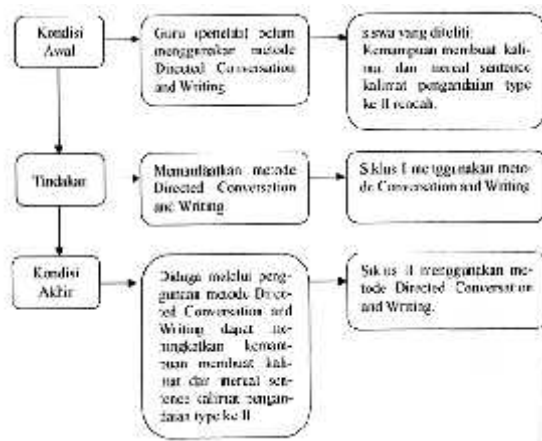 Kondisi
Awal
Guru (peneliti) belum
menggunakan metode
Directed Conversation
and Writing
siswa yang diteliti:
Kemampuan membuat kali-
mat dan unreal sentence
kalimat pengandaian type
ke II rendah.
Tindakan
Memanfaatkan metode
Directed Conversation
and Writing
Siklus I menggunakan meto-
de Conversation and Writing
Kondisi
Akhir
Diduga melalui peng-
gunaan metode Direc-
ted Conversation and
Writing dapat me-
ningkatkan kemam-
puan membuat kali-
mat dan unreal sen-
tence kalimat pengan-
daian type ke II
Siklus II menggunakan me-
tode Directed Conversation
and Writing.